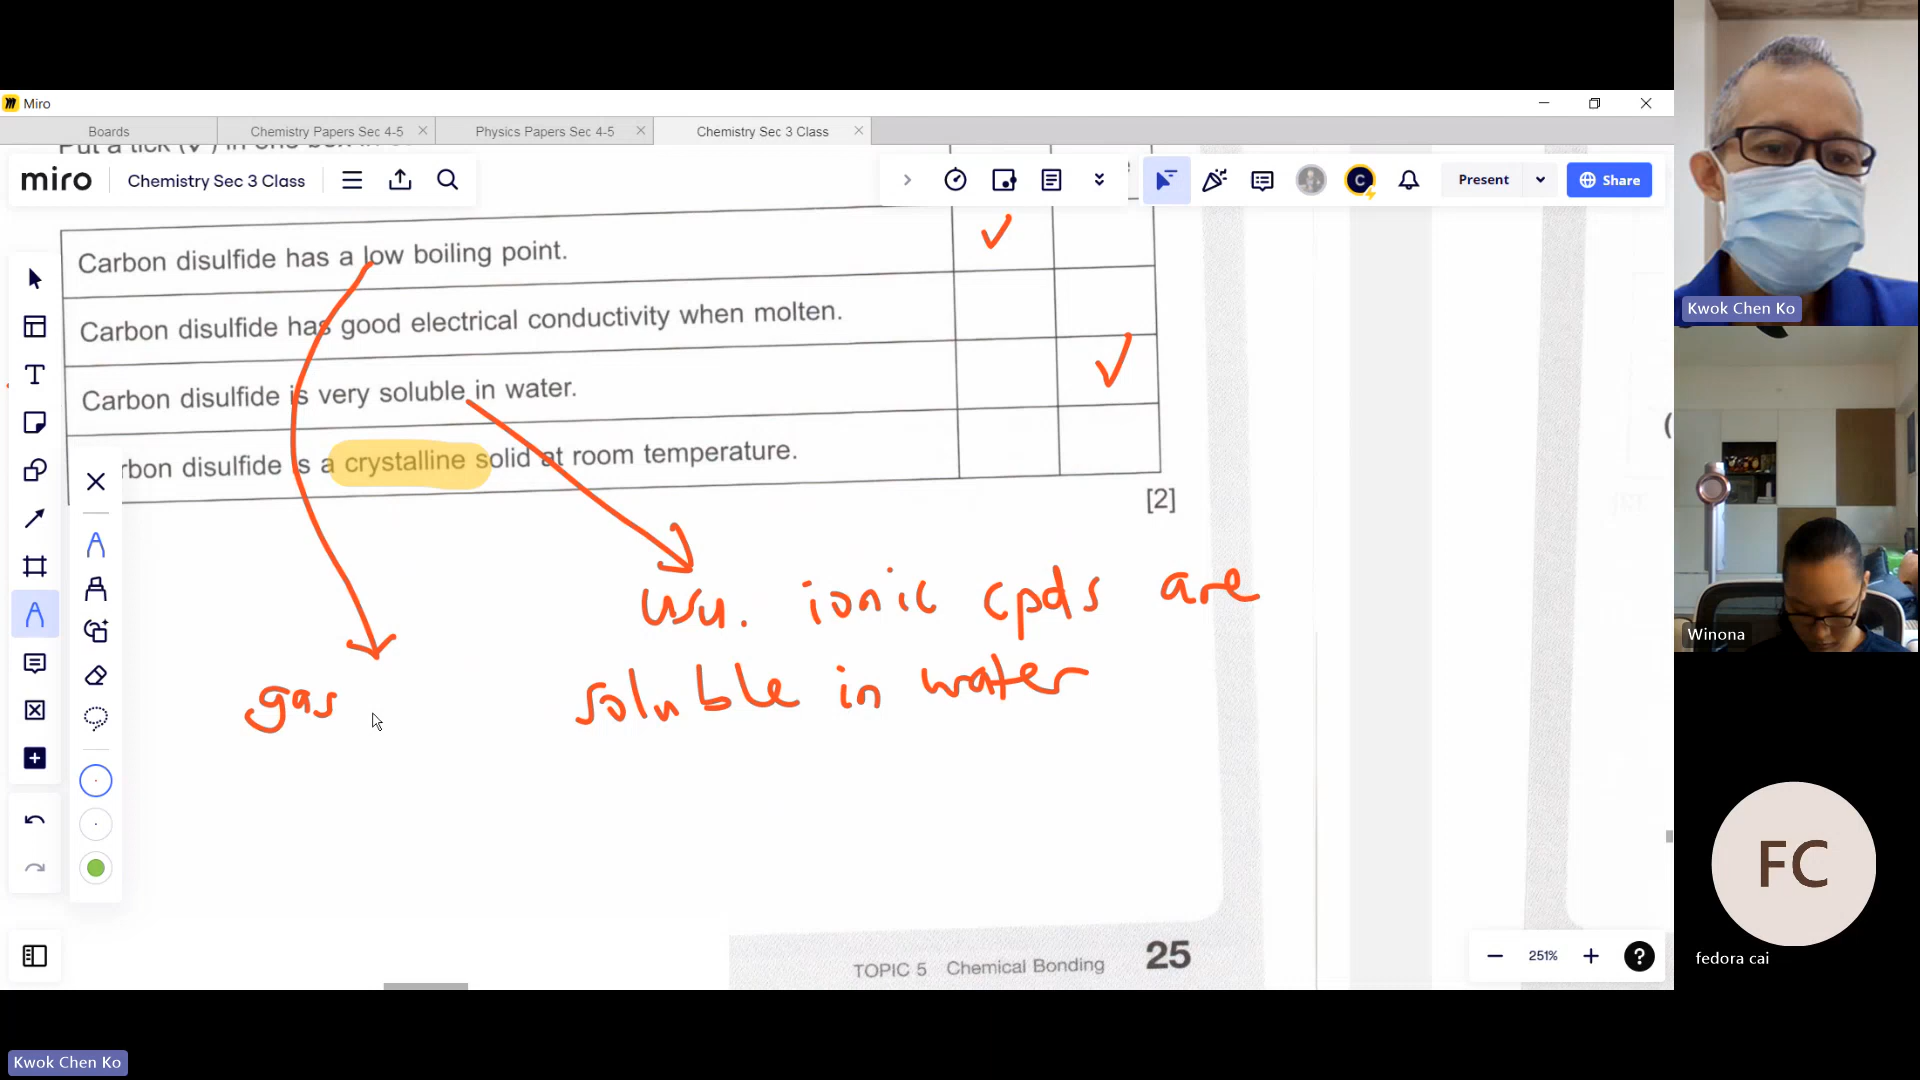 Miro
Boards
Chemistry Papers Sec 4-5
Physics Papers Sec 4-5
Chemistry Sec 3 Class
miro
Chemistry Sec 3 Class
Present
Share
Carbon disulfide has a low boiling point. ✓
Carbon disulfide has good electrical conductivity when molten.
Carbon disulfide is very soluble in water. ✓
rbon disulfide is a crystalline solid at room temperature.
[2]
usu. ionic cpds are
soluble in water
gas
TOPIC 5 Chemical Bonding 25
251%
Kwok Chen Ko
Winona
FC
fedora cai
Kwok Chen Ko